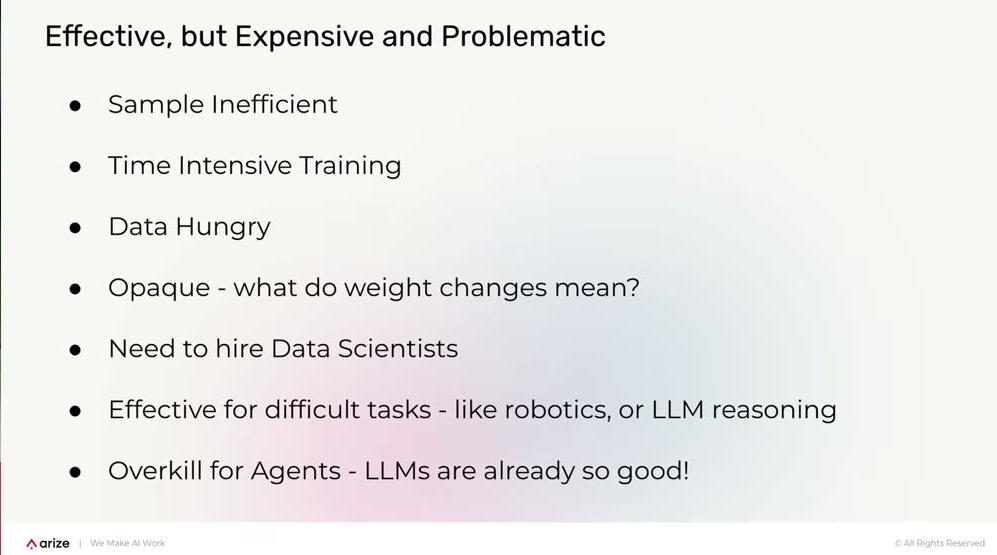 Effective, but Expensive and Problematic
● Sample Inefficient
● Time Intensive Training
● Data Hungry
● Opaque - what do weight changes mean?
● Need to hire Data Scientists
● Effective for difficult tasks - like robotics, or LLM reasoning
● Overkill for Agents - LLMs are already so good!
arize | We Make AI Work © All Rights Reserved